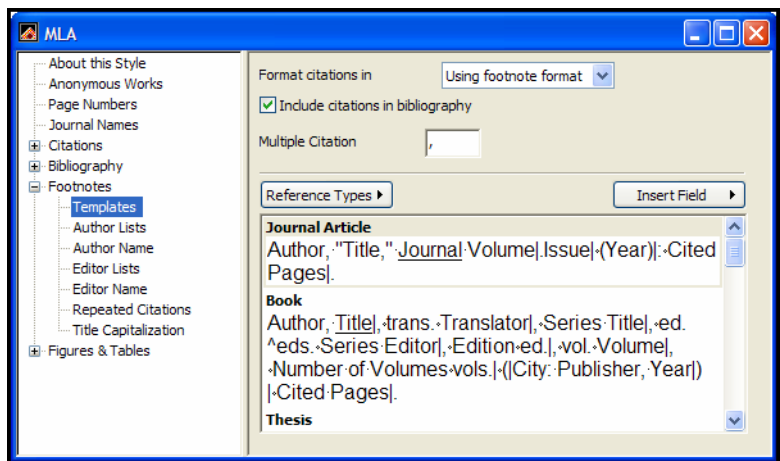 MLA
About this Style
Anonymous Works
Page Numbers
Journal Names
Citations
Bibliography
Footnotes
Templates
Author Lists
Author Name
Editor Lists
Editor Name
Repeated Citations
Title Capitalization
Figures & Tables
Format citations in Using footnote format
Include citations in bibliography
Multiple Citation ,
Reference Types Insert Field
Journal Article
Author,·"Title,"·Journal·Volume|.Issue|·(Year)|:·Cited
Pages|.
Book
Author,·Title|,·trans.·Translator|,·Series·Title|,·ed.
^eds.·Series·Editor|,·Edition·ed.|,·vol.·Volume|,
·Number·of·Volumes·vols.|·(|City:·Publisher,·Year|)
|·Cited·Pages|.
Thesis